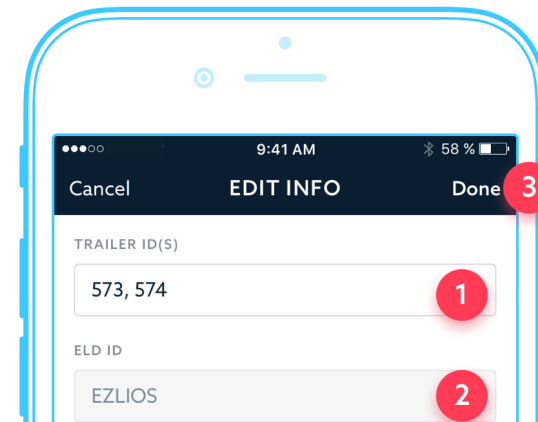 9:41 AM 58 %
Cancel EDIT INFO Done 3
TRAILER ID(S)
573, 574 1
ELD ID
EZLIOS 2